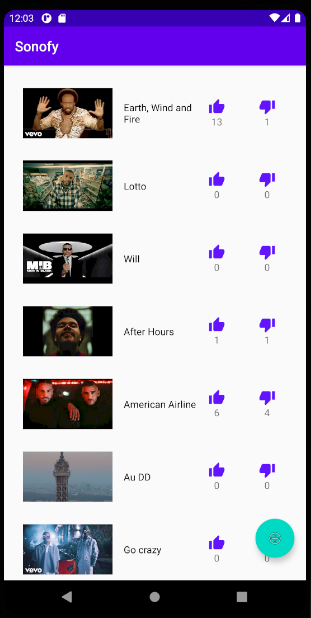 12:03
Sonofy
vevo
Earth, Wind and
Fire
13
1
Lotto
0
0
MIB
Will
0
0
After Hours
1
1
American Airline
6
4
Au DD
0
0
vevo
Go crazy
0
0